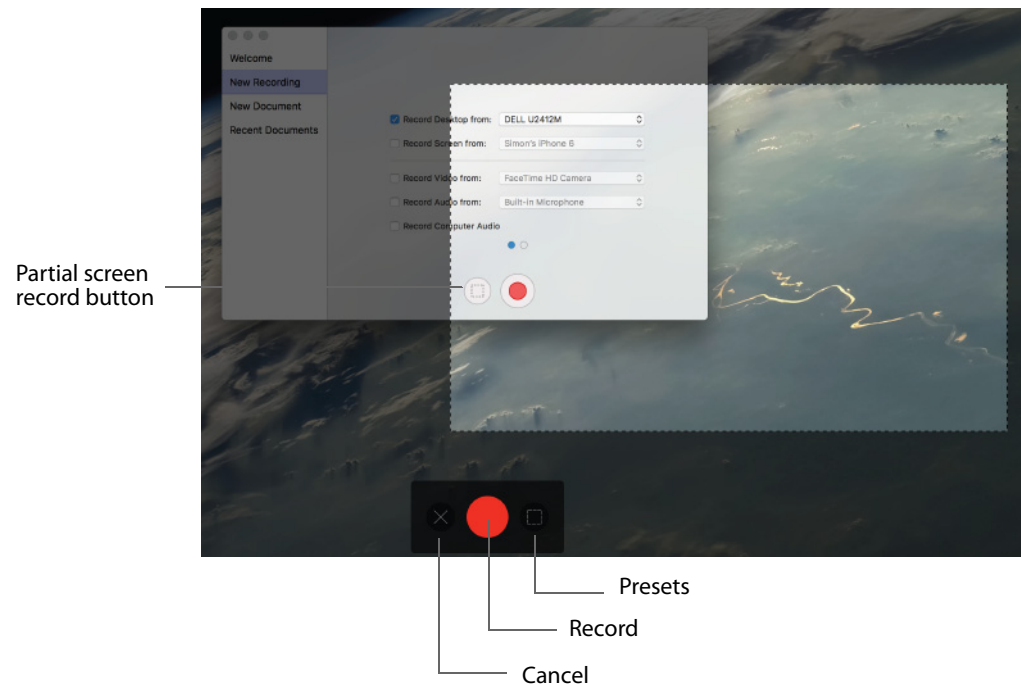 Welcome
New Recording
New Document
Recent Documents
Record Desktop from: DELL U2412M
Record Screen from: Simon's iPhone 6
Record Video from: FaceTime HD Camera
Record Audio from: Built-in Microphone
Record Computer Audio
Partial screen
record button
Presets
Record
Cancel